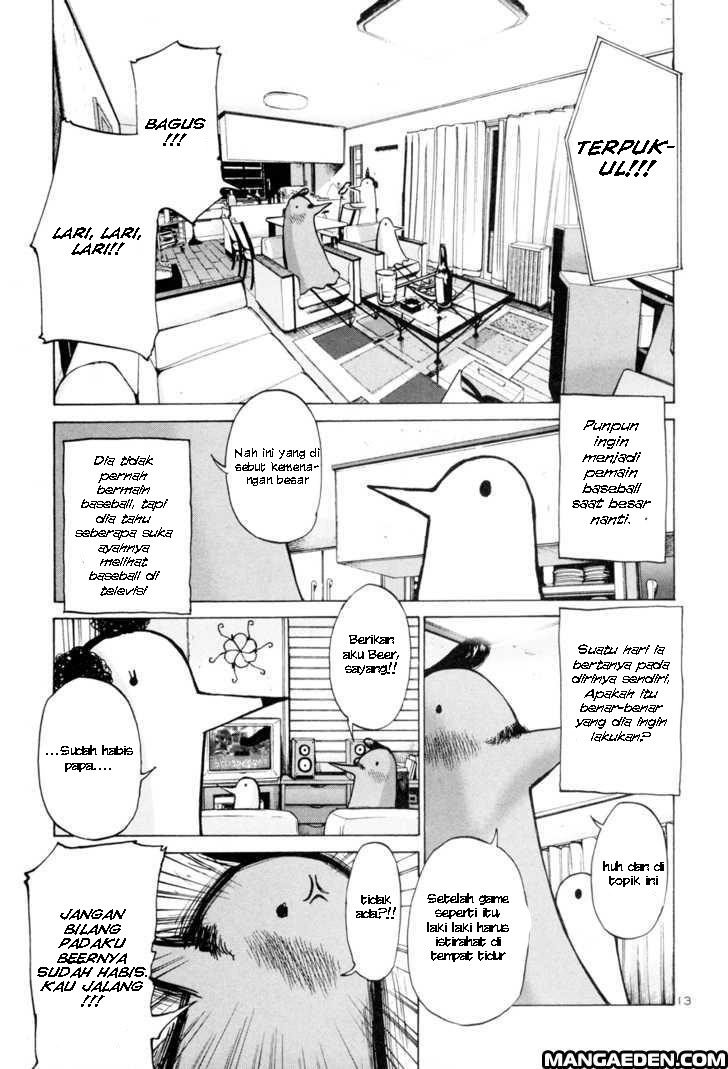 TERPUK-
UL!!!
BAGUS
!!!
LARI, LARI,
LARI!!
Punpun
ingin
menjadi
pemain
baseball
saat besar
nanti.
Nah ini yang di
sebut kemena-
ngan besar
Dia tidak
pernah
bermain
baseball, tapi
dia tahu
seberapa suka
ayahnya
melihat
baseball di
televisi
Suatu hari ia
bertanya pada
dirinya sendiri,
Apakah itu
benar-benar
yang dia ingin
lakukan?
huh dan di
topik ini
Setelah game
seperti itu,
laki laki harus
istirahat di
tempat tidur
Berikan
aku Beer,
sayang!!
...Sudah habis
papa....
tidak
ada?!!
JANGAN
BILANG
PADAKU
BEERNYA
SUDAH HABIS.
KAU JALANG
!!!
13
MANGAEDEN.COM